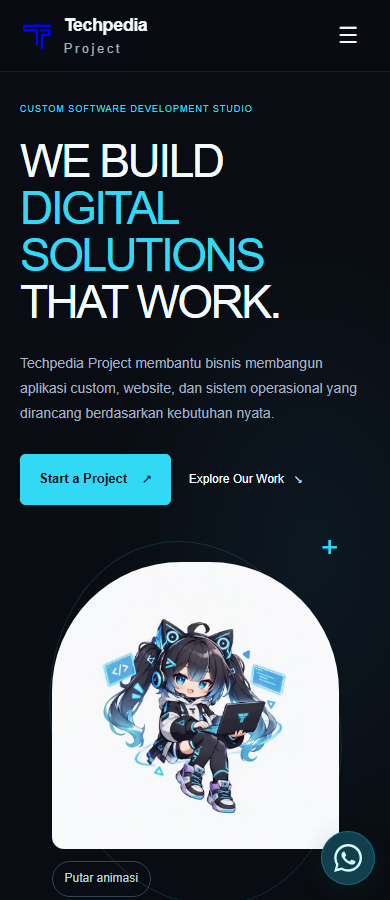 Techpedia
Project
CUSTOM SOFTWARE DEVELOPMENT STUDIO
WE BUILD
DIGITAL
SOLUTIONS
THAT WORK.
Techpedia Project membantu bisnis membangun
aplikasi custom, website, dan sistem operasional yang
dirancang berdasarkan kebutuhan nyata.
Start a Project ↗
Explore Our Work ↘
+
</>
Putar animasi